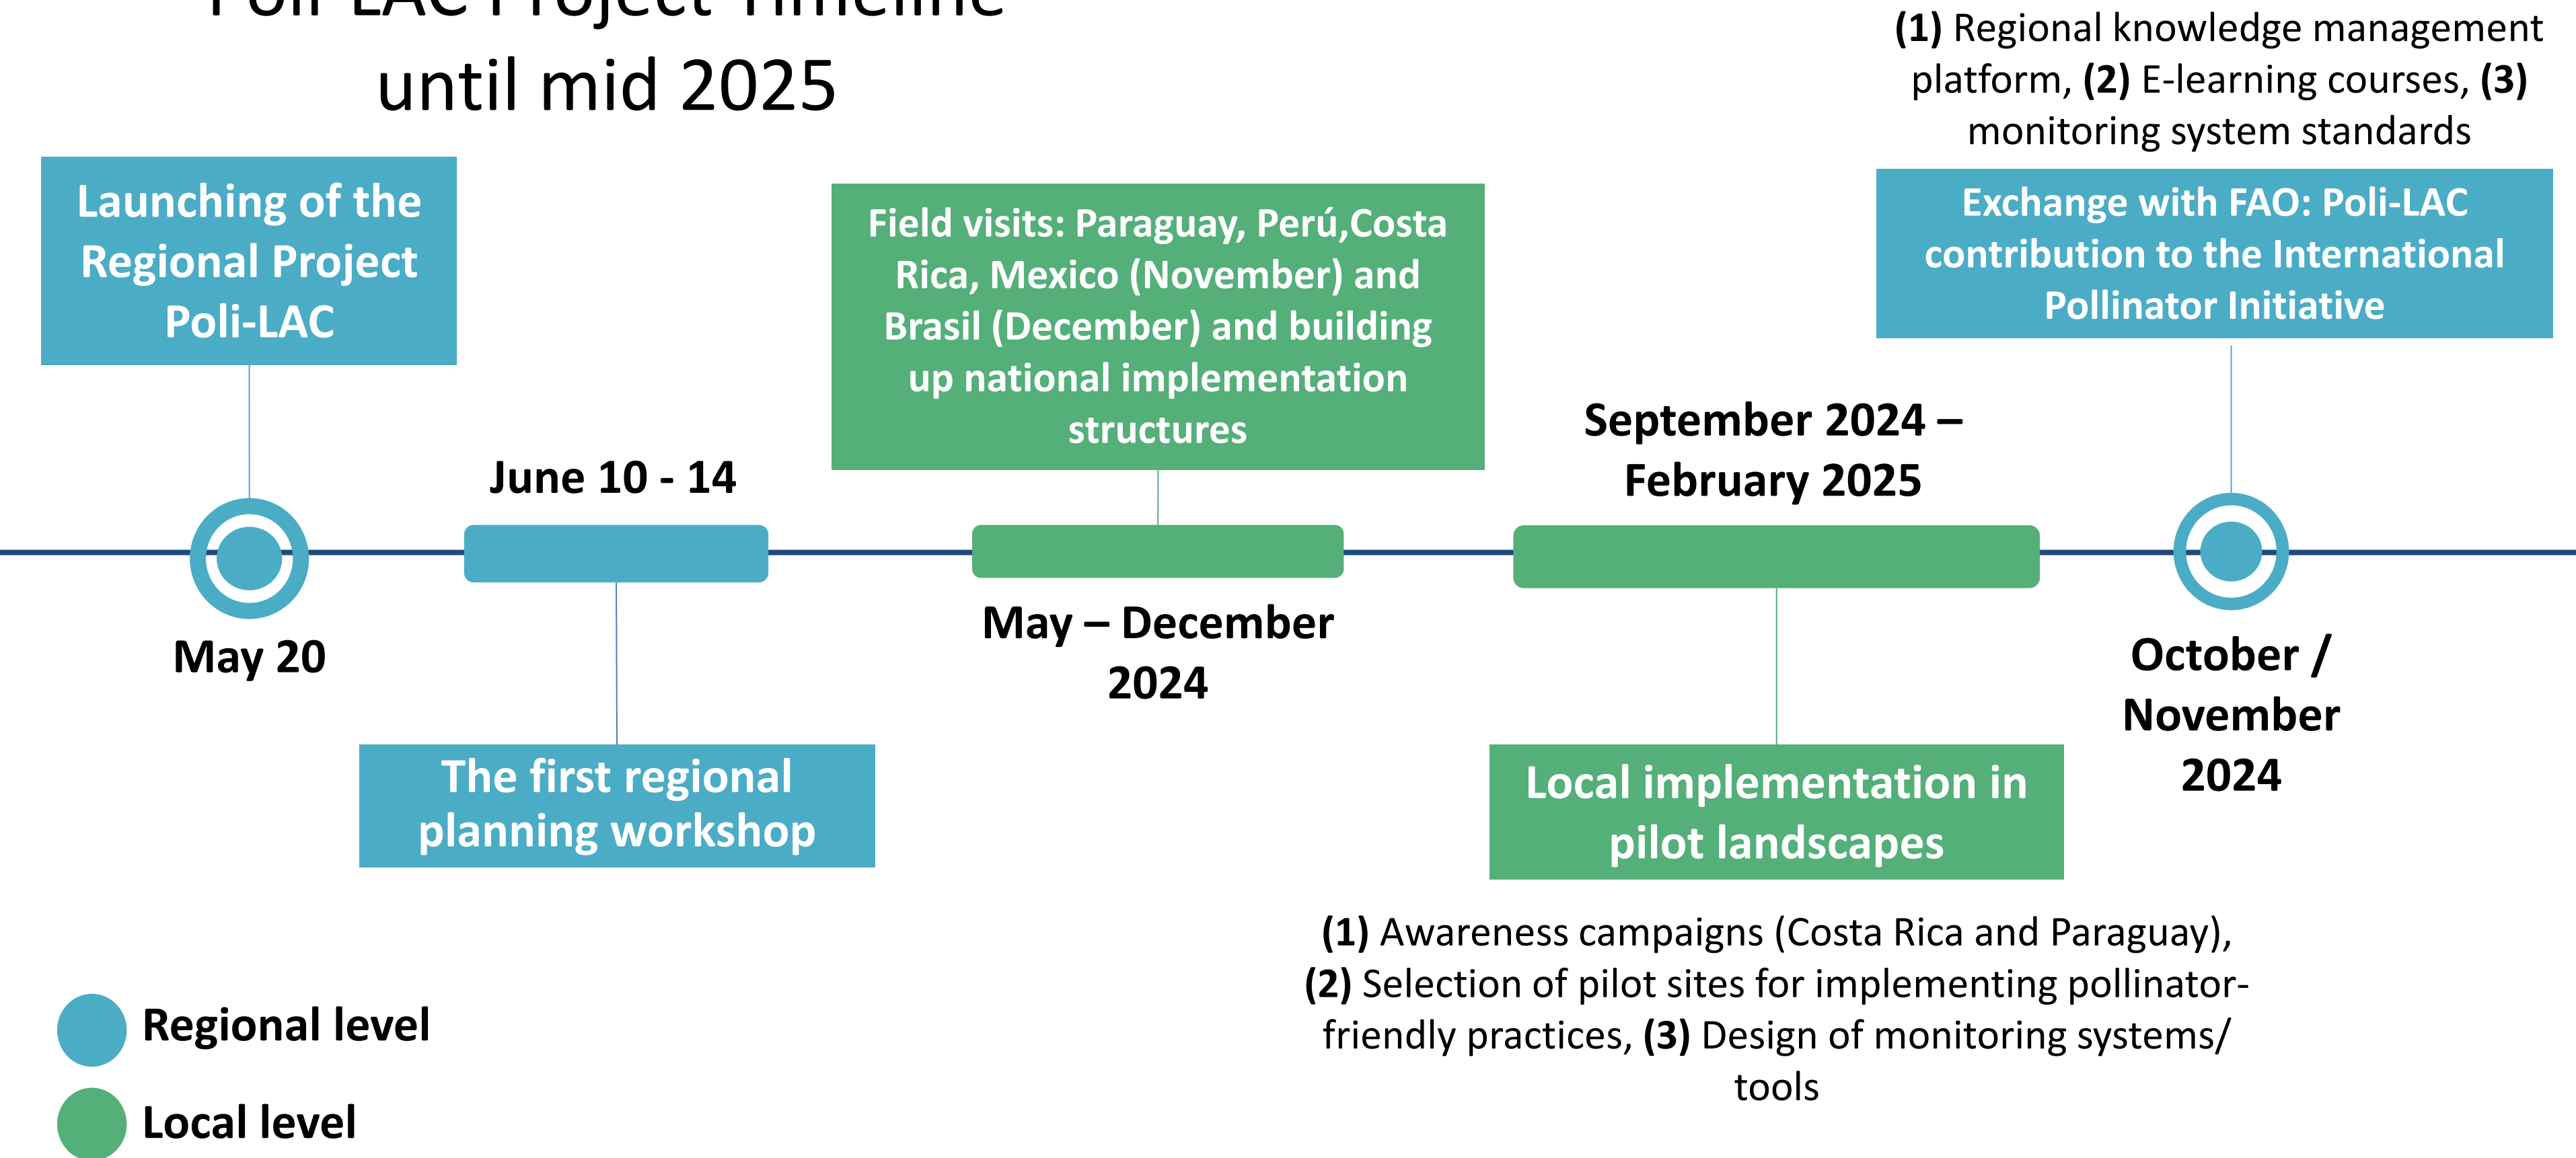 Poli-LAC Project Timeline
until mid 2025
(1) Regional knowledge management
platform, (2) E-learning courses, (3)
monitoring system standards
Launching of the
Regional Project
Poli-LAC
Field visits: Paraguay, Perú,Costa
Rica, Mexico (November) and
Brasil (December) and building
up national implementation
structures
Exchange with FAO: Poli-LAC
contribution to the International
Pollinator Initiative
June 10 - 14
September 2024 –
February 2025
May 20
May – December
2024
October /
November
2024
The first regional
planning workshop
Local implementation in
pilot landscapes
(1) Awareness campaigns (Costa Rica and Paraguay),
(2) Selection of pilot sites for implementing pollinator-
friendly practices, (3) Design of monitoring systems/
tools
Regional level
Local level